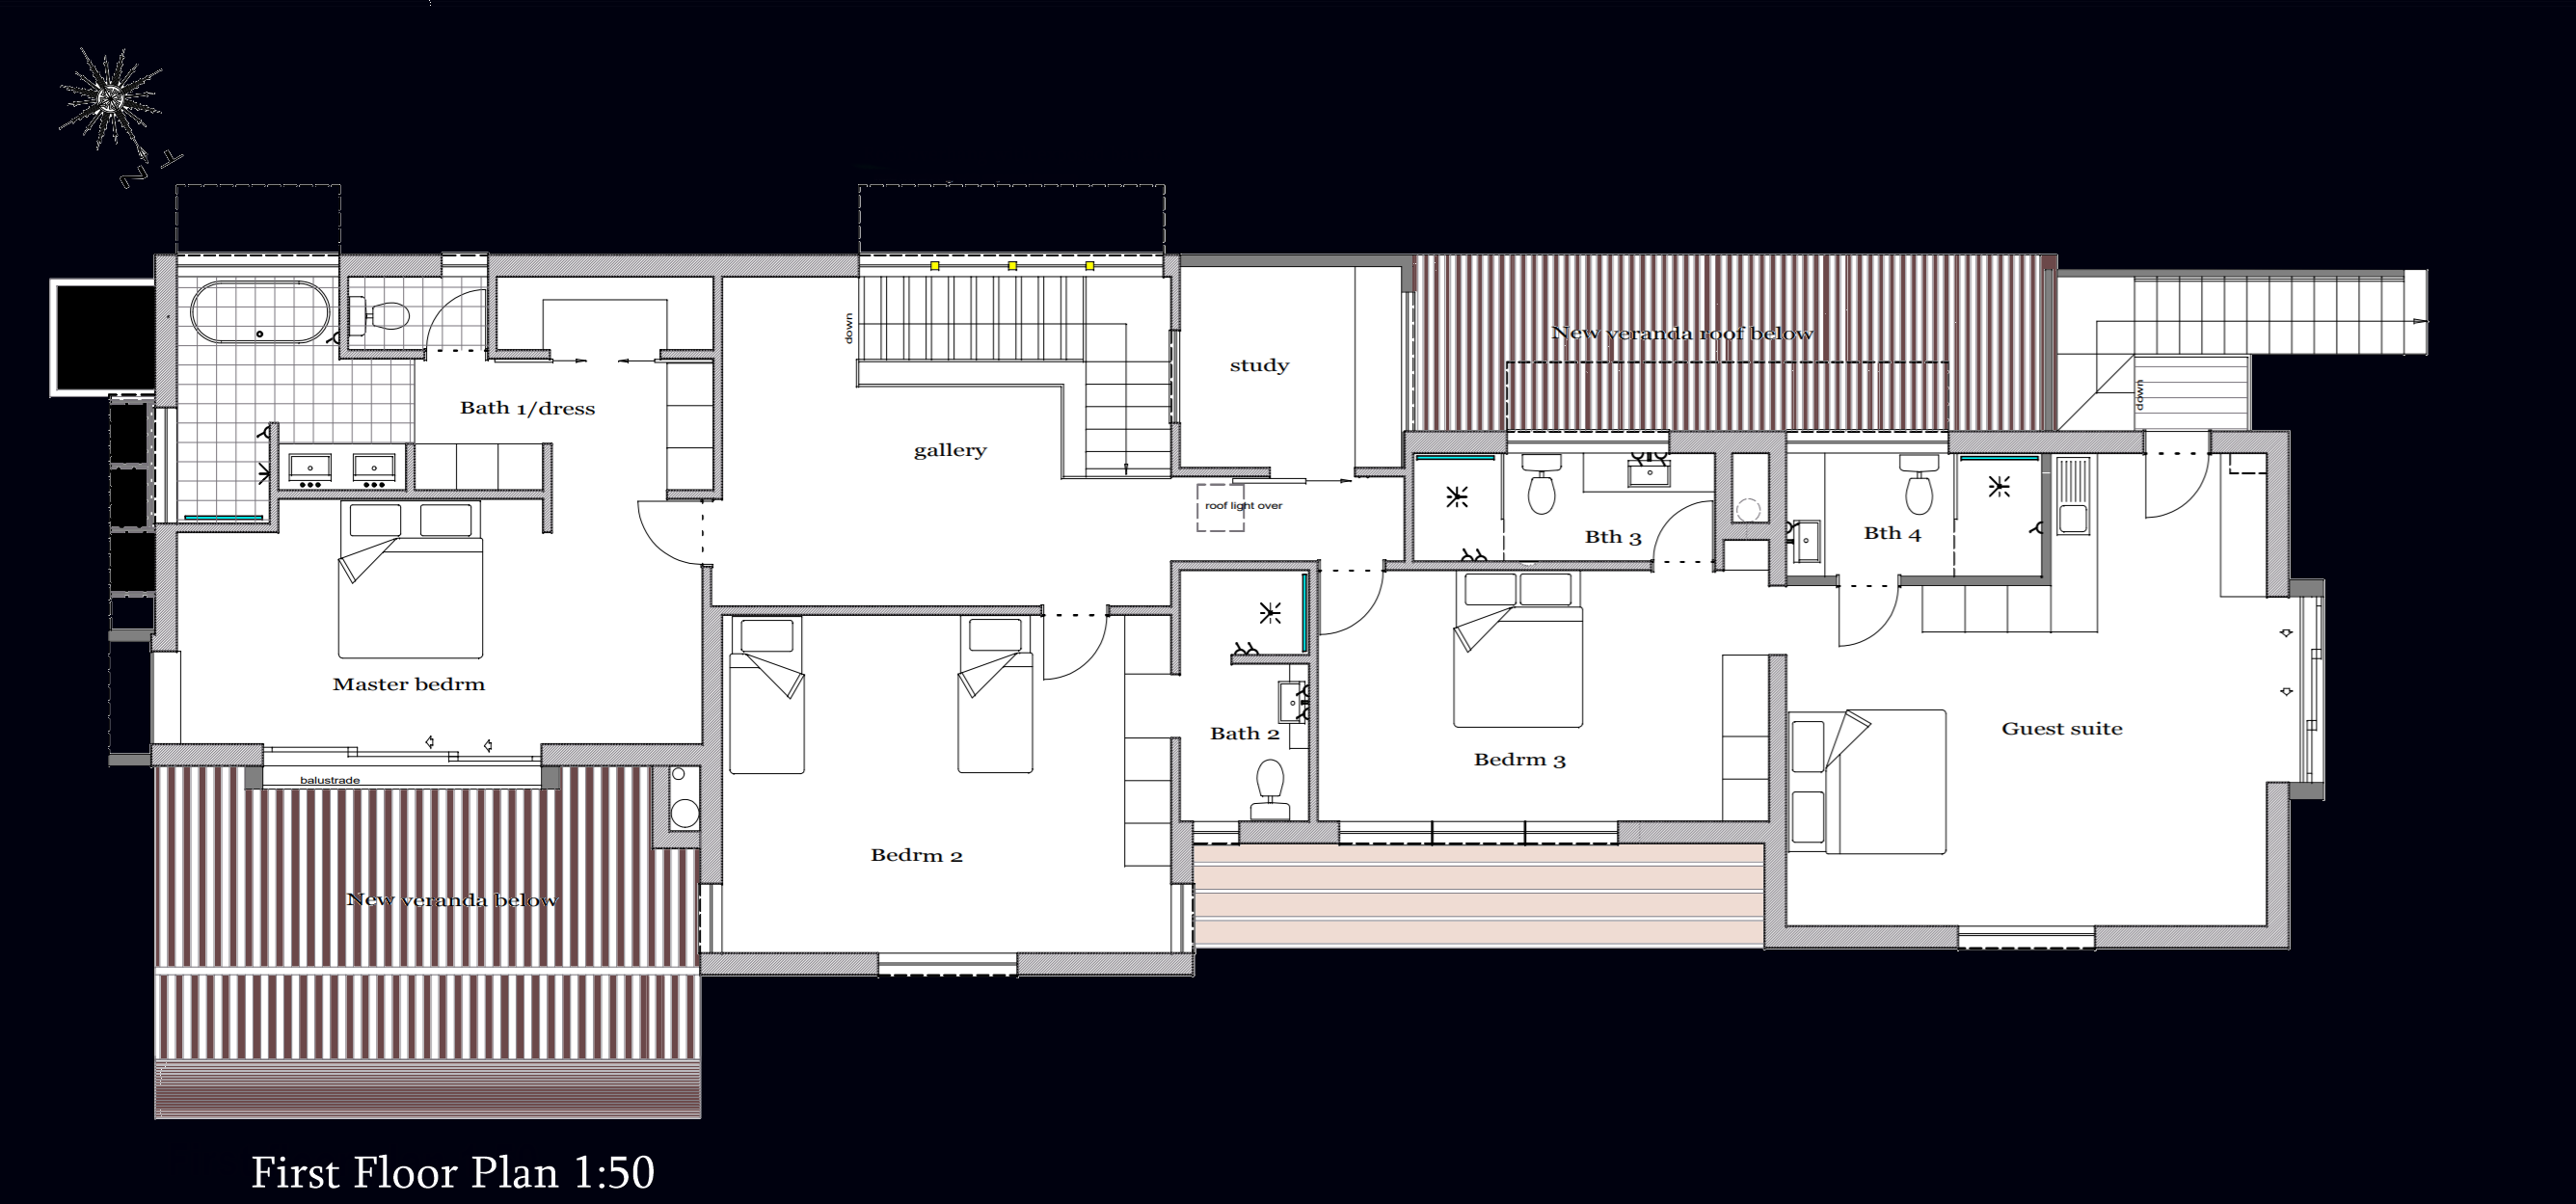 N
down
New veranda roof below
study
down
Bath 1/dress
gallery
roof light over
Bth 3
Bth 4
Master bedrm
Guest suite
Bath 2
Bedrm 3
balustrade
Bedrm 2
New veranda below
First Floor Plan 1:50